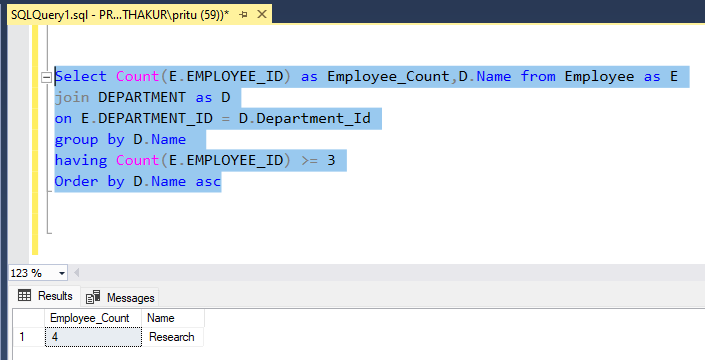 SQLQuery1.sql - PR...THAKUR\pritu (59))*
Select Count(E.EMPLOYEE_ID) as Employee_Count,D.Name from Employee as E
join DEPARTMENT as D
on E.DEPARTMENT_ID = D.Department_Id
group by D.Name
having Count(E.EMPLOYEE_ID) >= 3
Order by D.Name asc
123 %
Results Messages
Employee_Count Name
1 4 Research